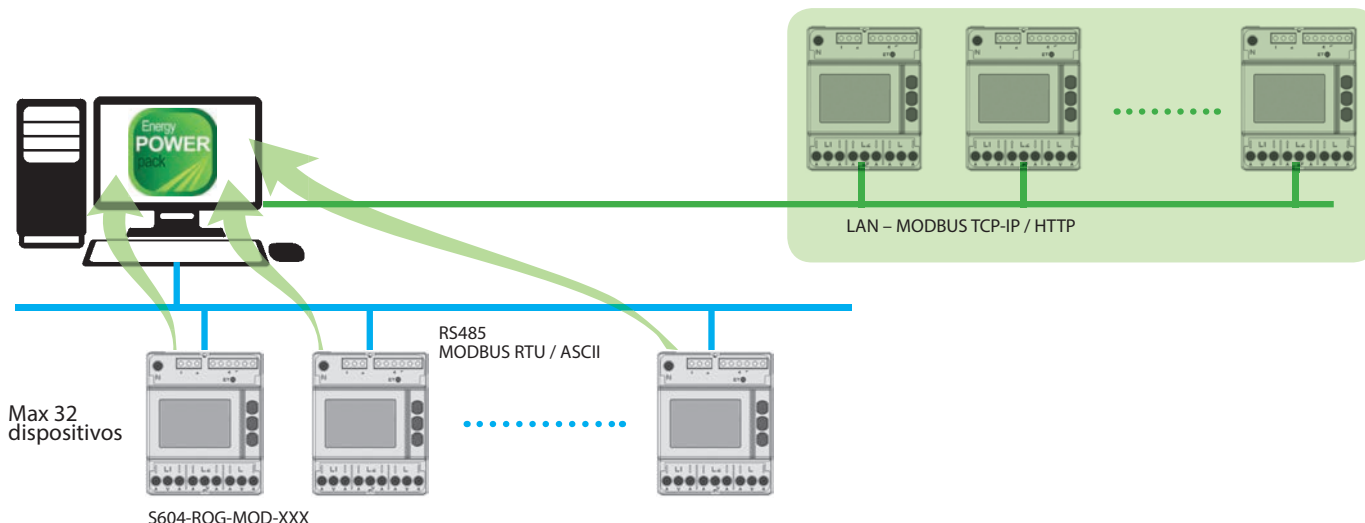 Energy
POWER
pack
LAN – MODBUS TCP-IP / HTTP
RS485
MODBUS RTU / ASCII
Max 32
dispositivos
S604-ROG-MOD-XXX